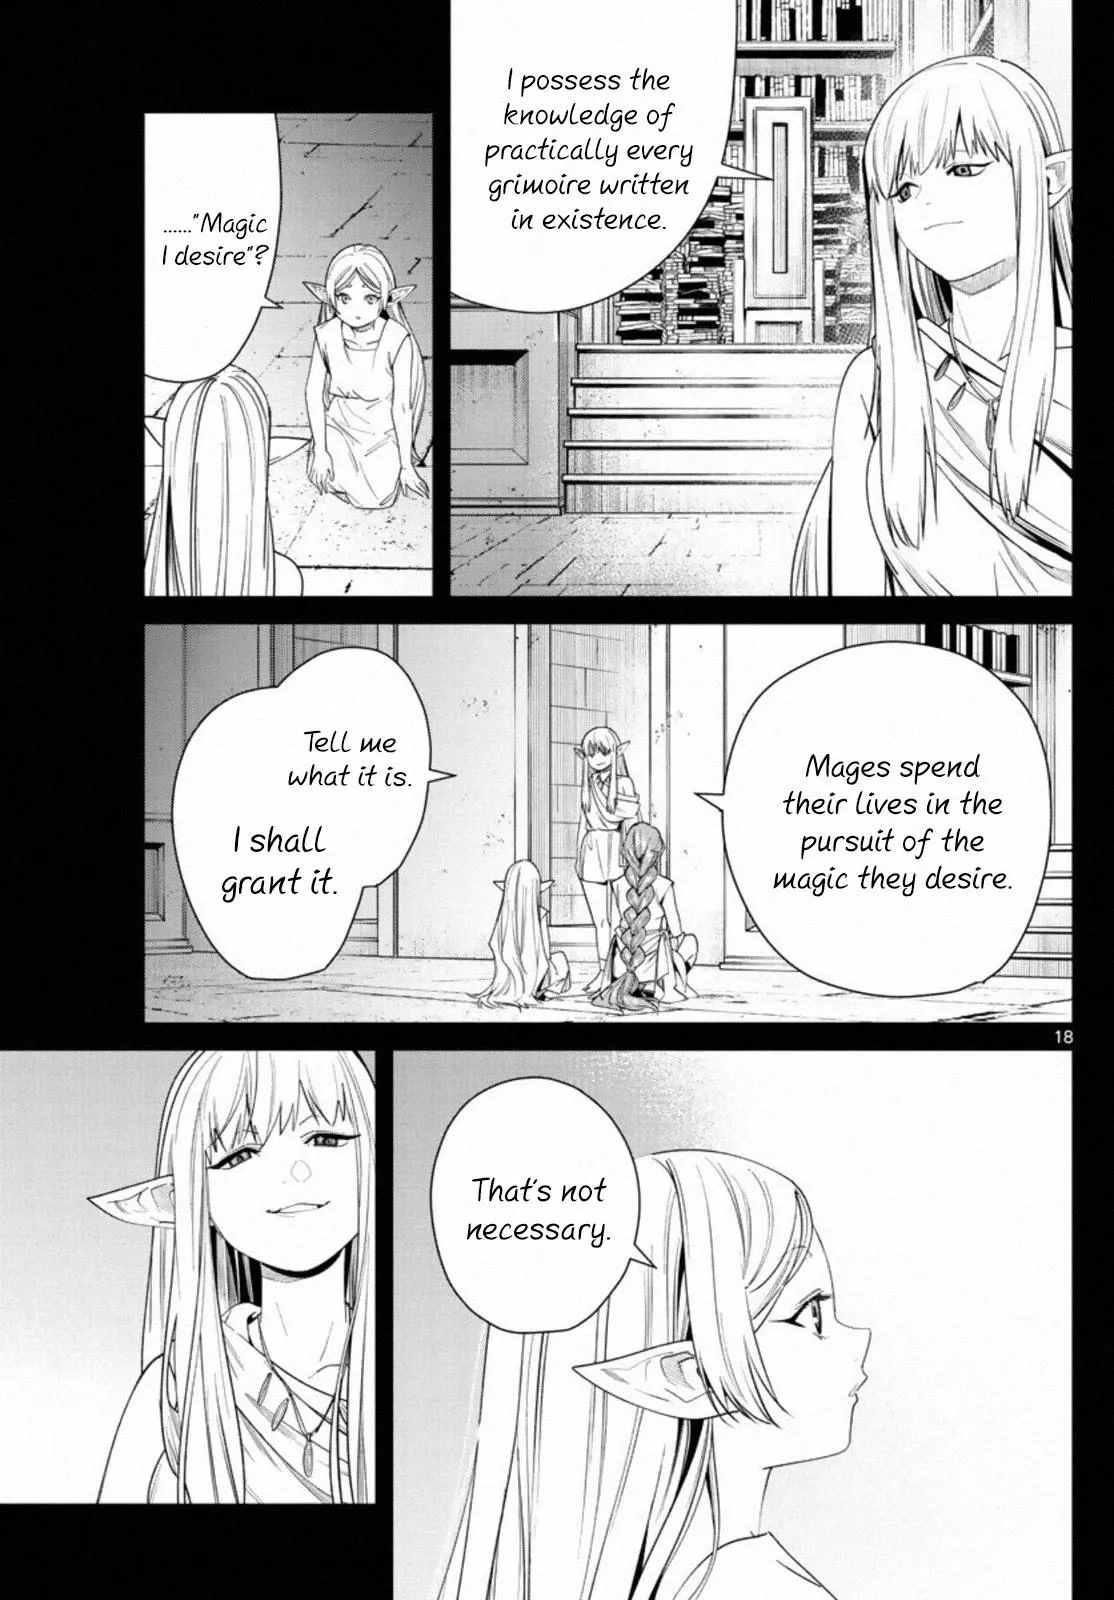 I possess the
knowledge of
practically every
grimoire written
in existence.
......"Magic
I desire"?
Mages spend
their lives in the
pursuit of the
magic they desire.
Tell me
what it is.
I shall
grant it.
18
That's not
necessary.